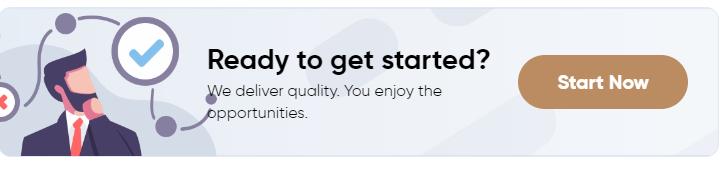 Ready to get started?
We deliver quality. You enjoy the
opportunities.
Start Now